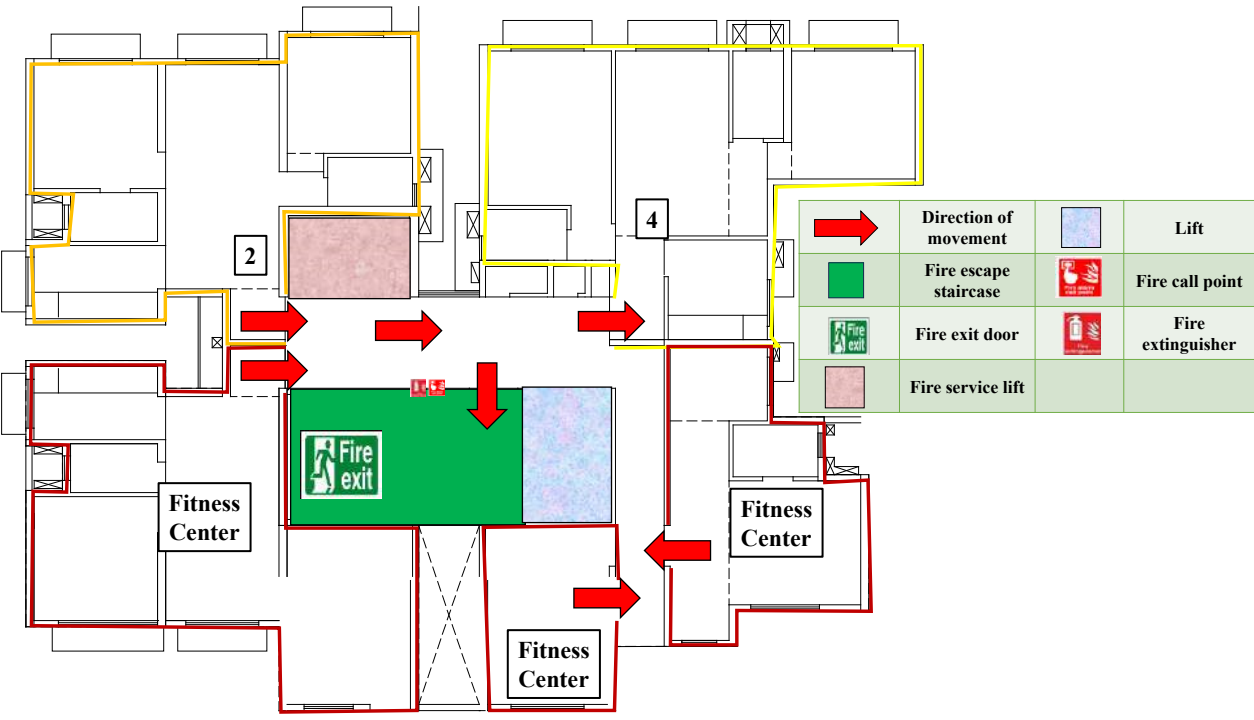 2
4
Direction of
movement
Lift
Fire escape
staircase
Fire call point
Fire
exit
Fire exit door
Fire
extinguisher
Fire service lift
Fire
exit
Fitness
Center
Fitness
Center
Fitness
Center